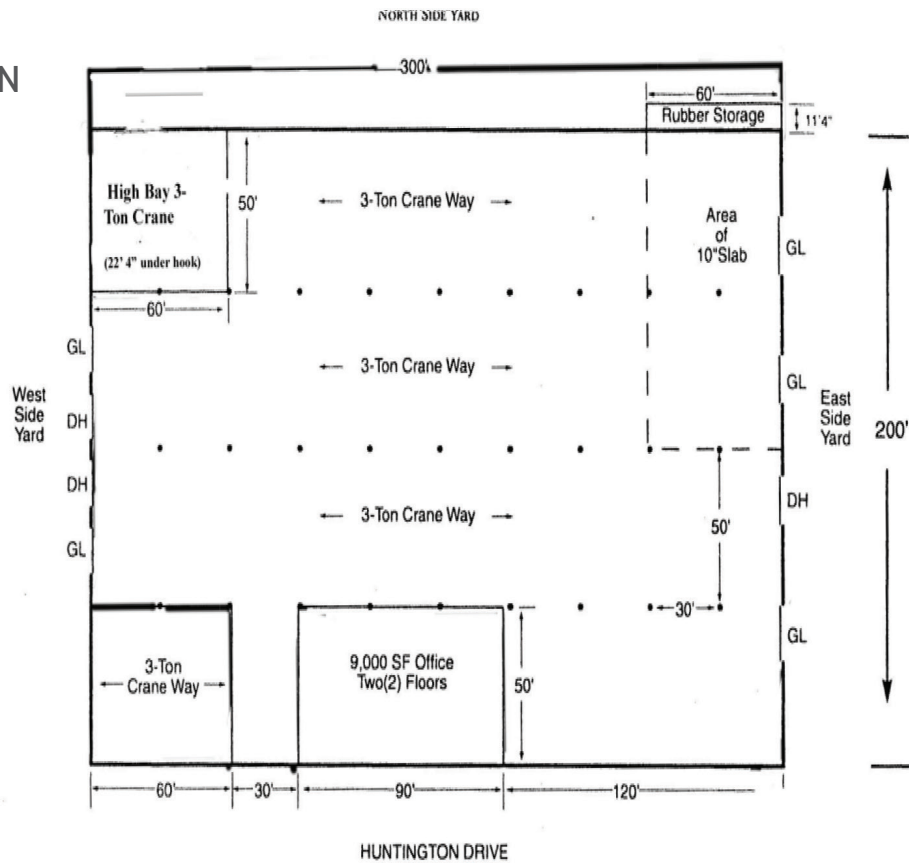 NORTH SIDE YARD
N
300'
60'
Rubber Storage
11'4"
High Bay 3-
Ton Crane
(22' 4" under hook)
50'
3-Ton Crane Way
Area
of
10"Slab
GL
60'
GL
3-Ton Crane Way
GL
West
Side
Yard
DH
East
Side
Yard
200'
DH
3-Ton Crane Way
50'
DH
GL
30'
GL
3-Ton
Crane Way
9,000 SF Office
Two(2) Floors
50'
60'
30'
90'
120'
HUNTINGTON DRIVE